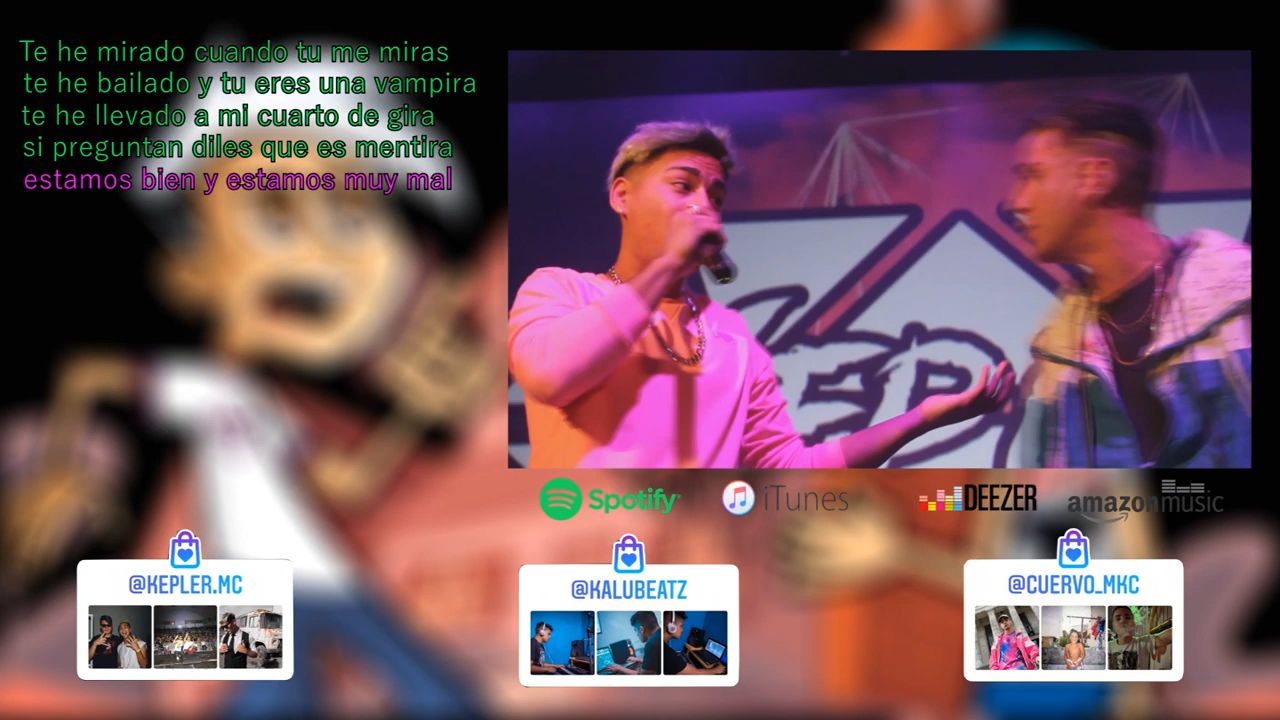 Te he mirado cuando tu me miras
te he bailado y tu eres una vampira
te he llevado a mi cuarto de gira
si preguntan diles que es mentira
estamos bien y estamos muy mal
Spotify
iTunes
DEEZER
amazonmusic
@KEPLER.MC
@KALUBEATZ
@CUERVO_MKC